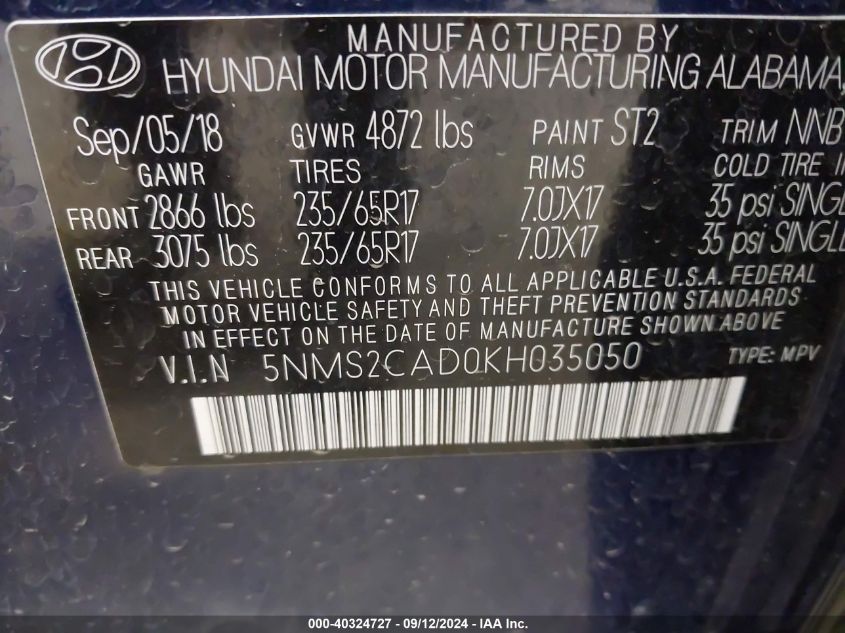 MANUFACTURED BY
HYUNDAI MOTOR MANUFACTURING ALABAMA,
Sep/05/18 GVWR 4872 lbs PAINT ST2 TRIM NNB
GAWR TIRES RIMS COLD TIRE
FRONT 2866 lbs 235/65R17 7.0JX17 35 psi SINGLE
REAR 3075 lbs 235/65R17 7.0JX17 35 psi SINGLE
THIS VEHICLE CONFORMS TO ALL APPLICABLE U.S.A. FEDERAL
MOTOR VEHICLE SAFETY AND THEFT PREVENTION STANDARDS
IN EFFECT ON THE DATE OF MANUFACTURE SHOWN ABOVE
V.I.N 5NMS2CAD0KH035050 TYPE: MPV
000-40324727 - 09/12/2024 - IAA Inc.